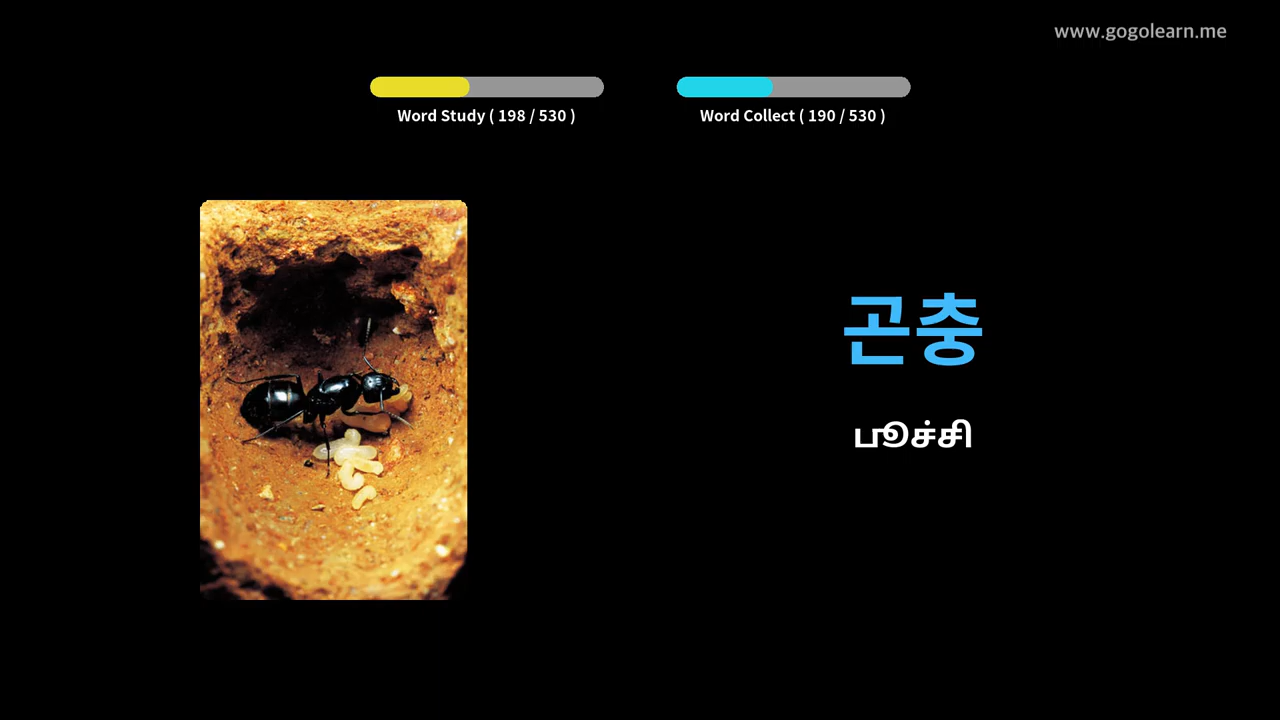 www.gogolearn.me
Word Study ( 198 / 530 )
Word Collect ( 190 / 530 )
곤충
பூச்சி